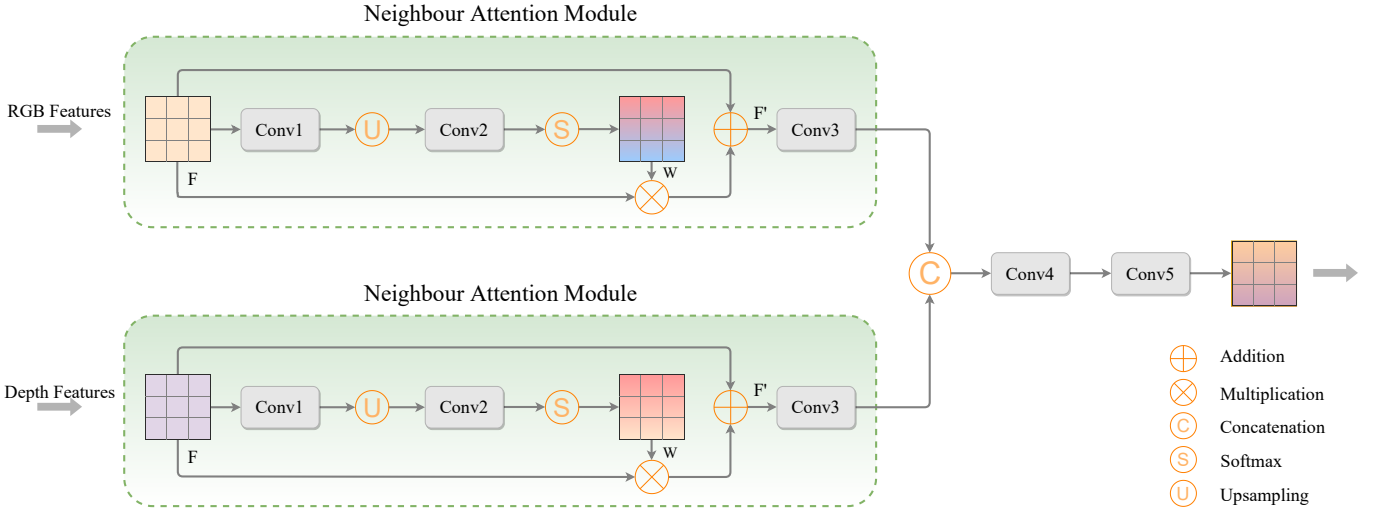 Neighbour Attention Module
RGB Features
Conv1
U
Conv2
S
F'
Conv3
F
W
C
Conv4
Conv5
Neighbour Attention Module
Depth Features
Conv1
U
Conv2
S
F'
Conv3
F
W
Addition
Multiplication
C Concatenation
S Softmax
U Upsampling